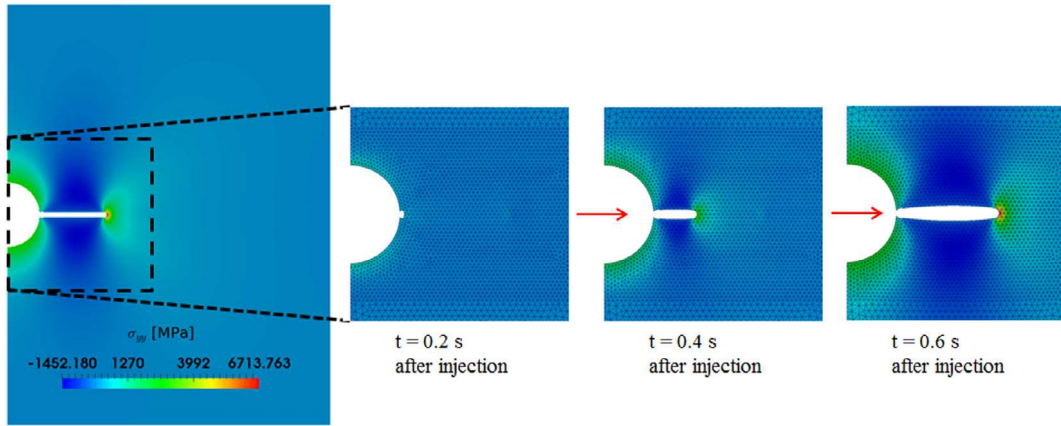 σyy [MPa]
-1452.180 1270 3992 6713.763
t = 0.2 s
after injection
t = 0.4 s
after injection
t = 0.6 s
after injection